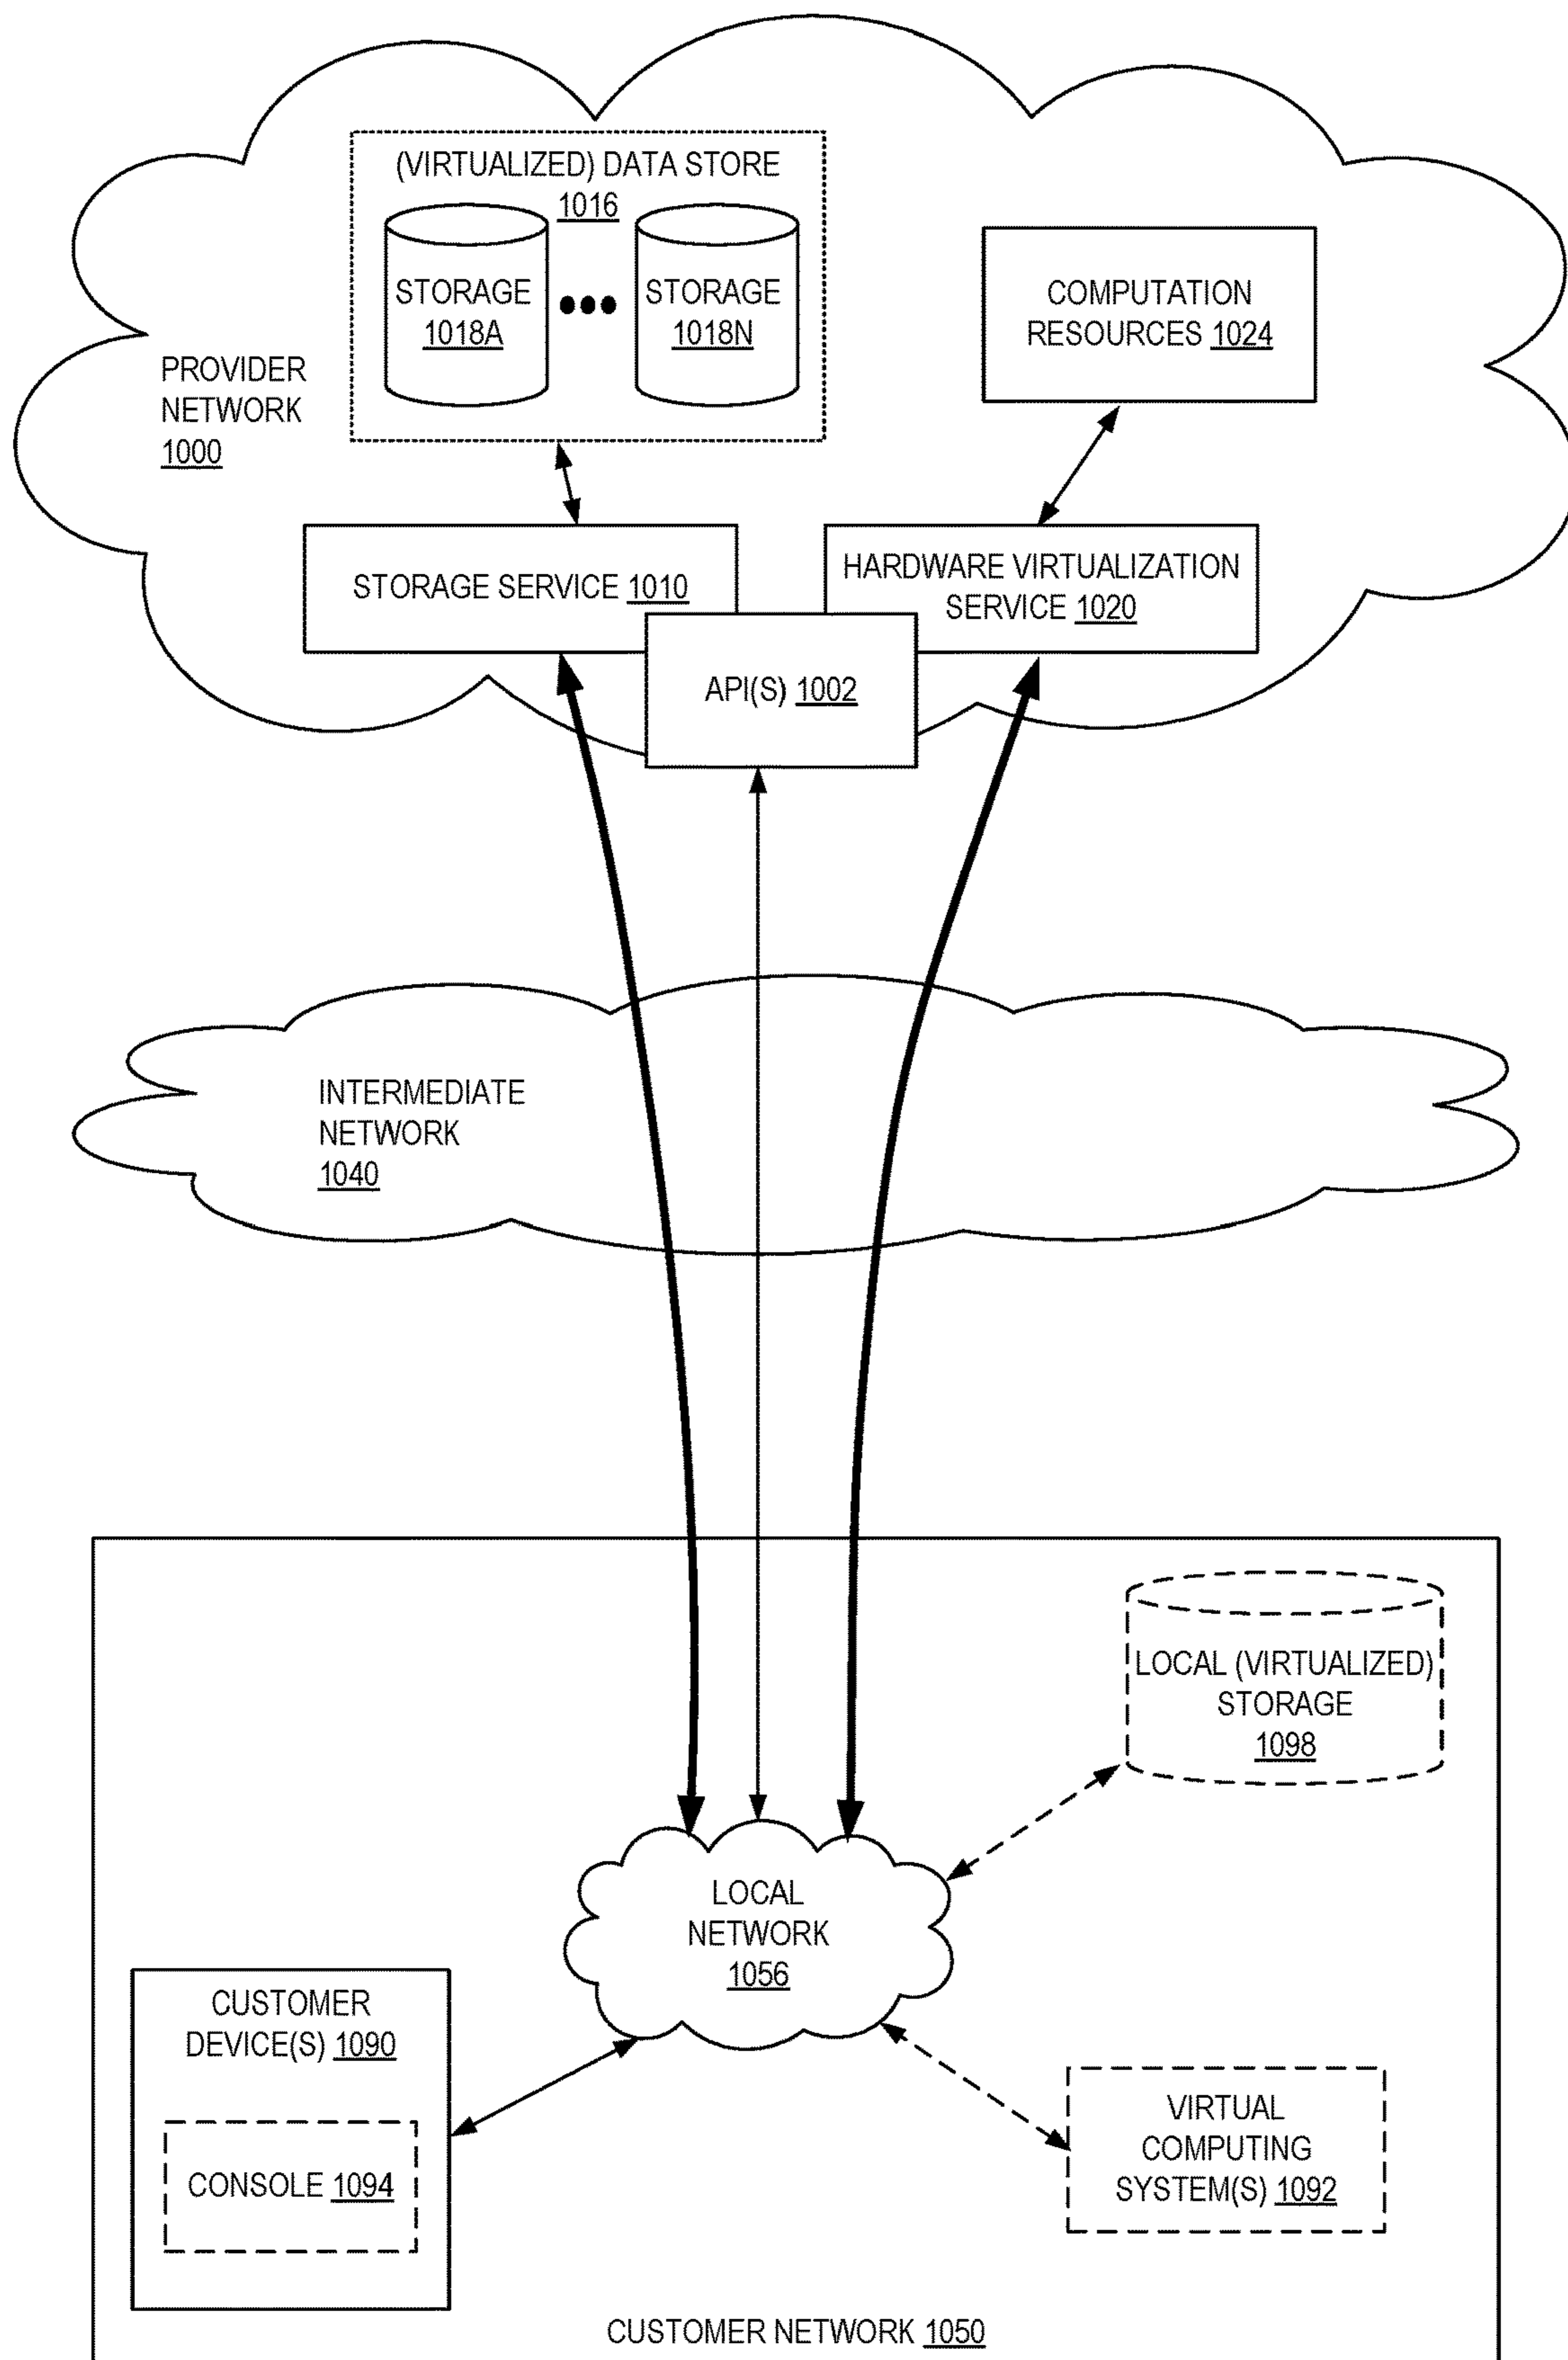 (VIRTUALIZED) DATA STORE
1016
STORAGE
1018A
STORAGE
1018N
COMPUTATION
RESOURCES 1024
PROVIDER
NETWORK
1000
STORAGE SERVICE 1010
HARDWARE VIRTUALIZATION
SERVICE 1020
API(S) 1002
INTERMEDIATE
NETWORK
1040
LOCAL (VIRTUALIZED)
STORAGE
1098
LOCAL
NETWORK
1056
CUSTOMER
DEVICE(S) 1090
CONSOLE 1094
VIRTUAL
COMPUTING
SYSTEM(S) 1092
CUSTOMER NETWORK 1050